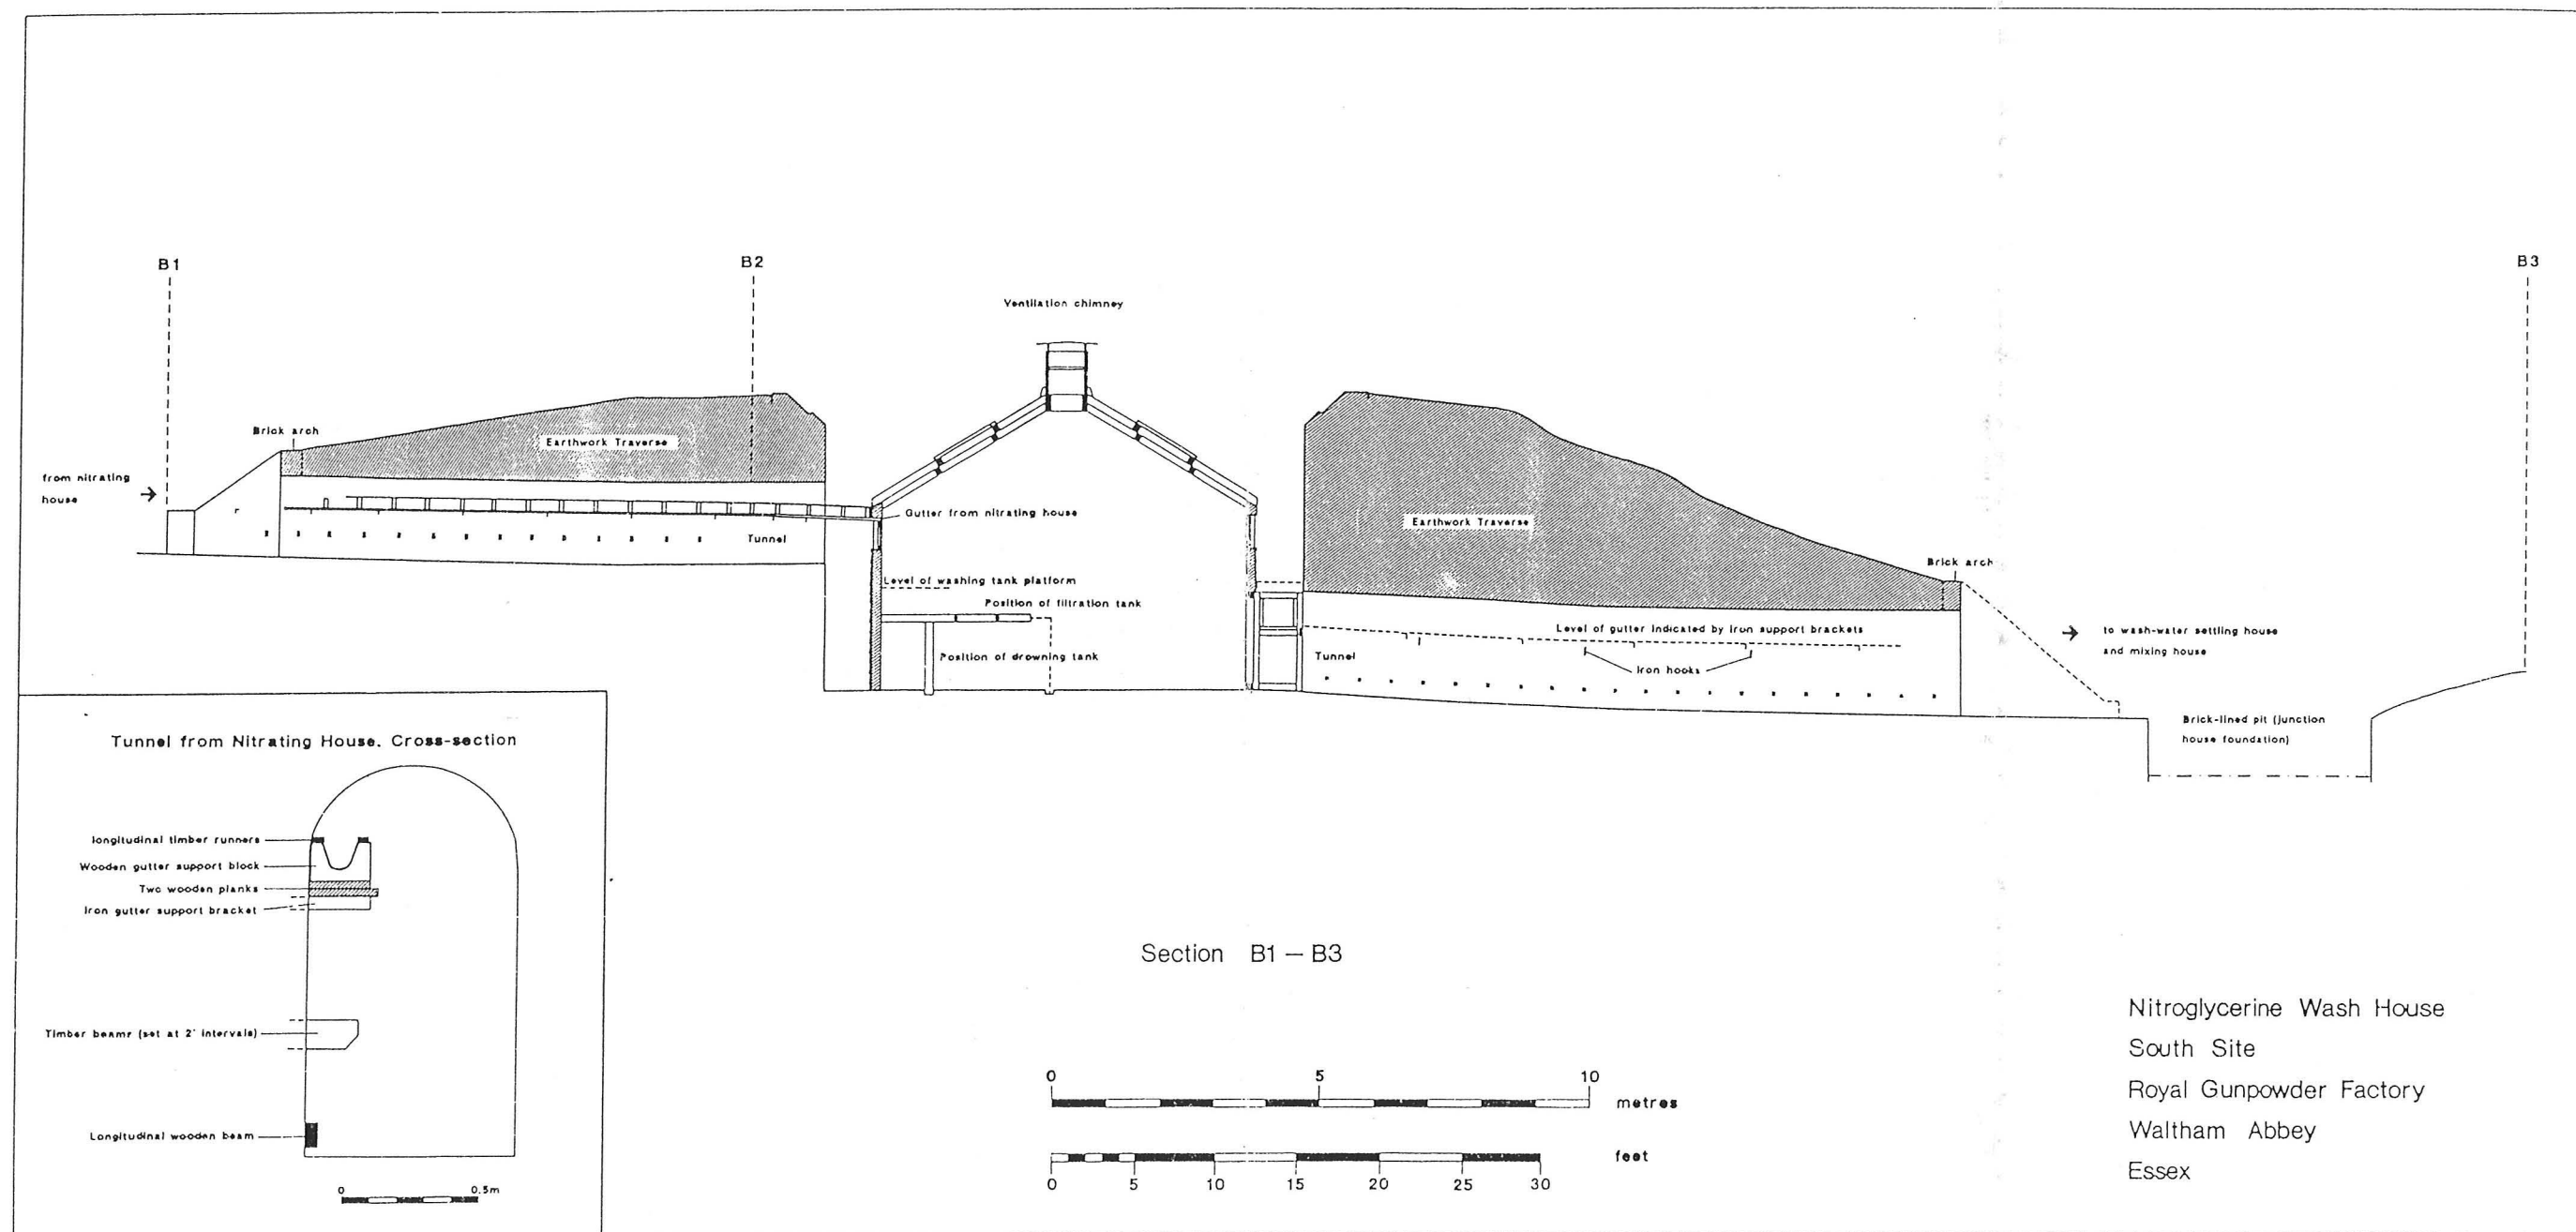 B1
B2
B3
Ventilation chimney
Brick arch
Earthwork Traverse
from nitrating
house
Gutter from nitrating house
Tunnel
Level of washing tank platform
Position of filtration tank
Position of drowning tank
Earthwork Traverse
Brick arch
Level of gutter indicated by iron support brackets
Tunnel
Iron hooks
to wash-water settling house
and mixing house
Brick-lined pit (junction
house foundation)
Tunnel from Nitrating House. Cross-section
longitudinal timber runners
Wooden gutter support block
Two wooden planks
Iron gutter support bracket
Timber beamr (set at 2' intervals)
Longitudinal wooden beam
0 0.5m
Section B1 — B3
0 5 10
metres
feet
0 5 10 15 20 25 30
Nitroglycerine Wash House
South Site
Royal Gunpowder Factory
Waltham Abbey
Essex